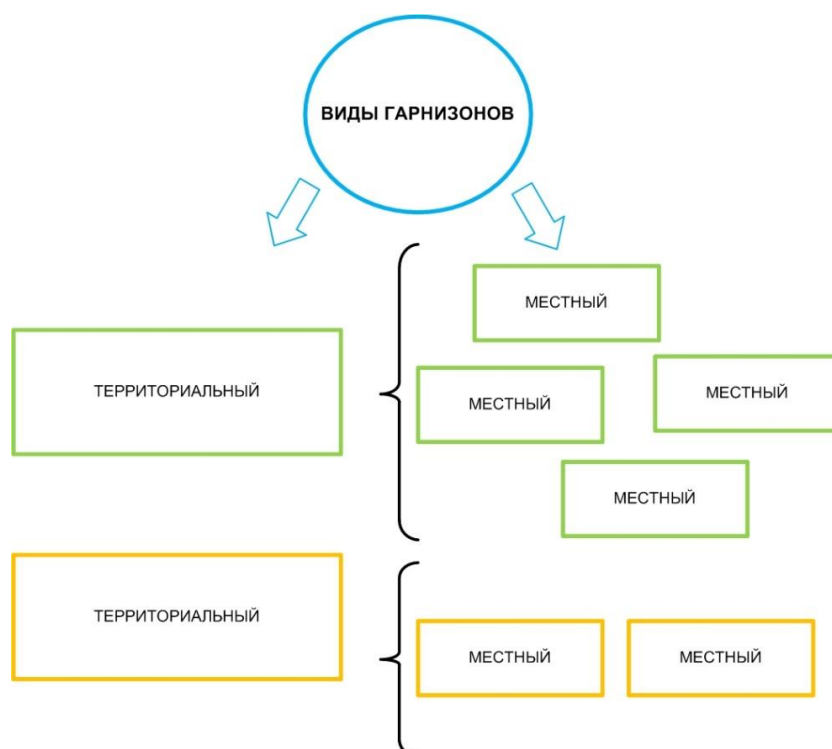 ВИДЫ ГАРНИЗОНОВ
МЕСТНЫЙ
ТЕРРИТОРИАЛЬНЫЙ
МЕСТНЫЙ
МЕСТНЫЙ
МЕСТНЫЙ
ТЕРРИТОРИАЛЬНЫЙ
МЕСТНЫЙ
МЕСТНЫЙ